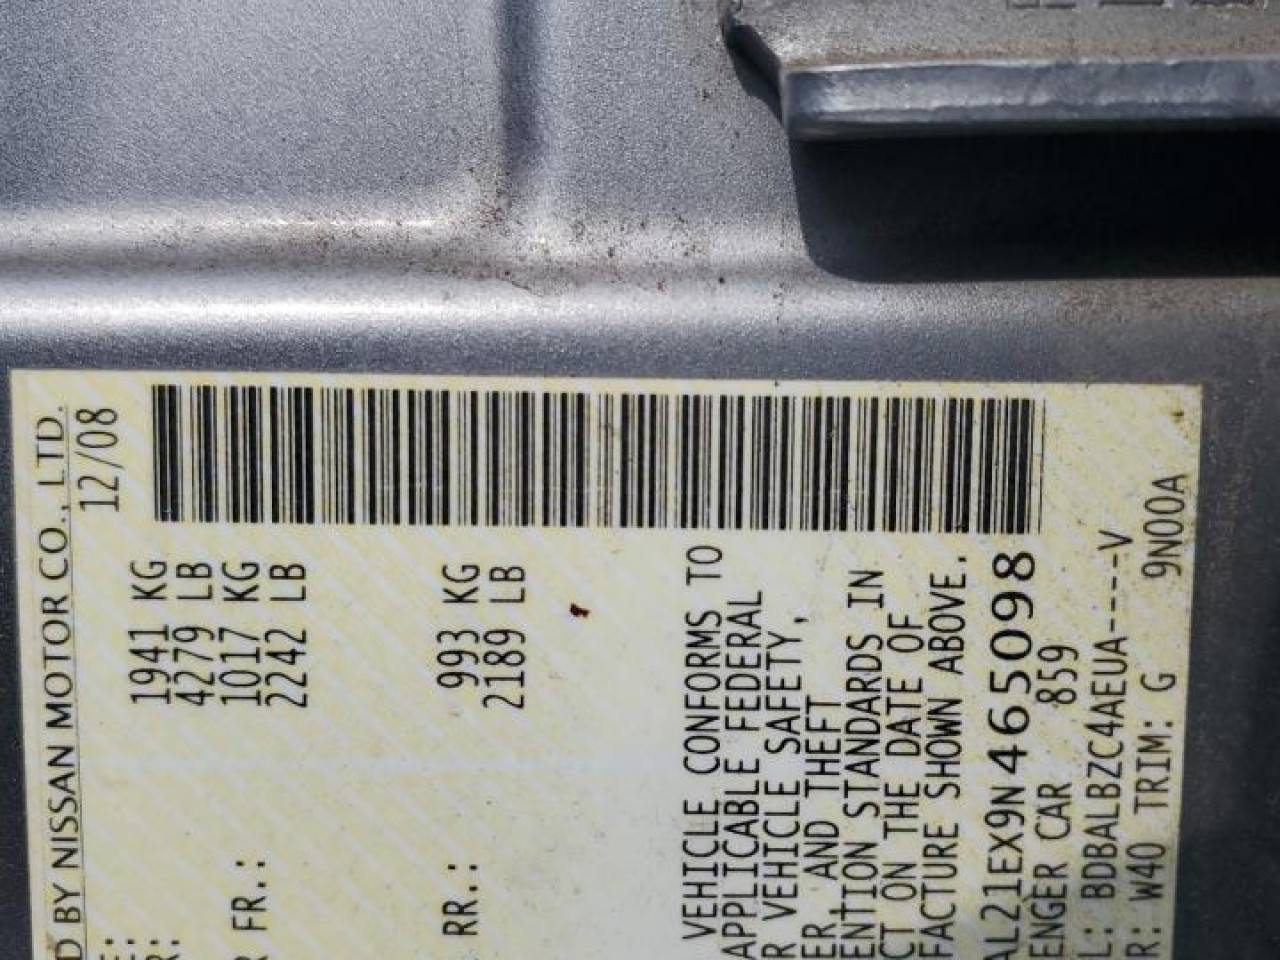 D BY NISSAN MOTOR CO., LTD.
12/08
E: 1941 KG
4279 LB
R: 1017 KG
FR.: 2242 LB
993 KG
RR.: 2189 LB
VEHICLE CONFORMS TO
APPLICABLE FEDERAL
R VEHICLE SAFETY,
ER AND THEFT
ENTION STANDARDS IN
CT ON THE DATE OF
FACTURE SHOWN ABOVE.
AL21EX9N465098
ENGER CAR 859
L: BDBALBZC4AEUA----V
R: W40 TRIM: G 9N00A